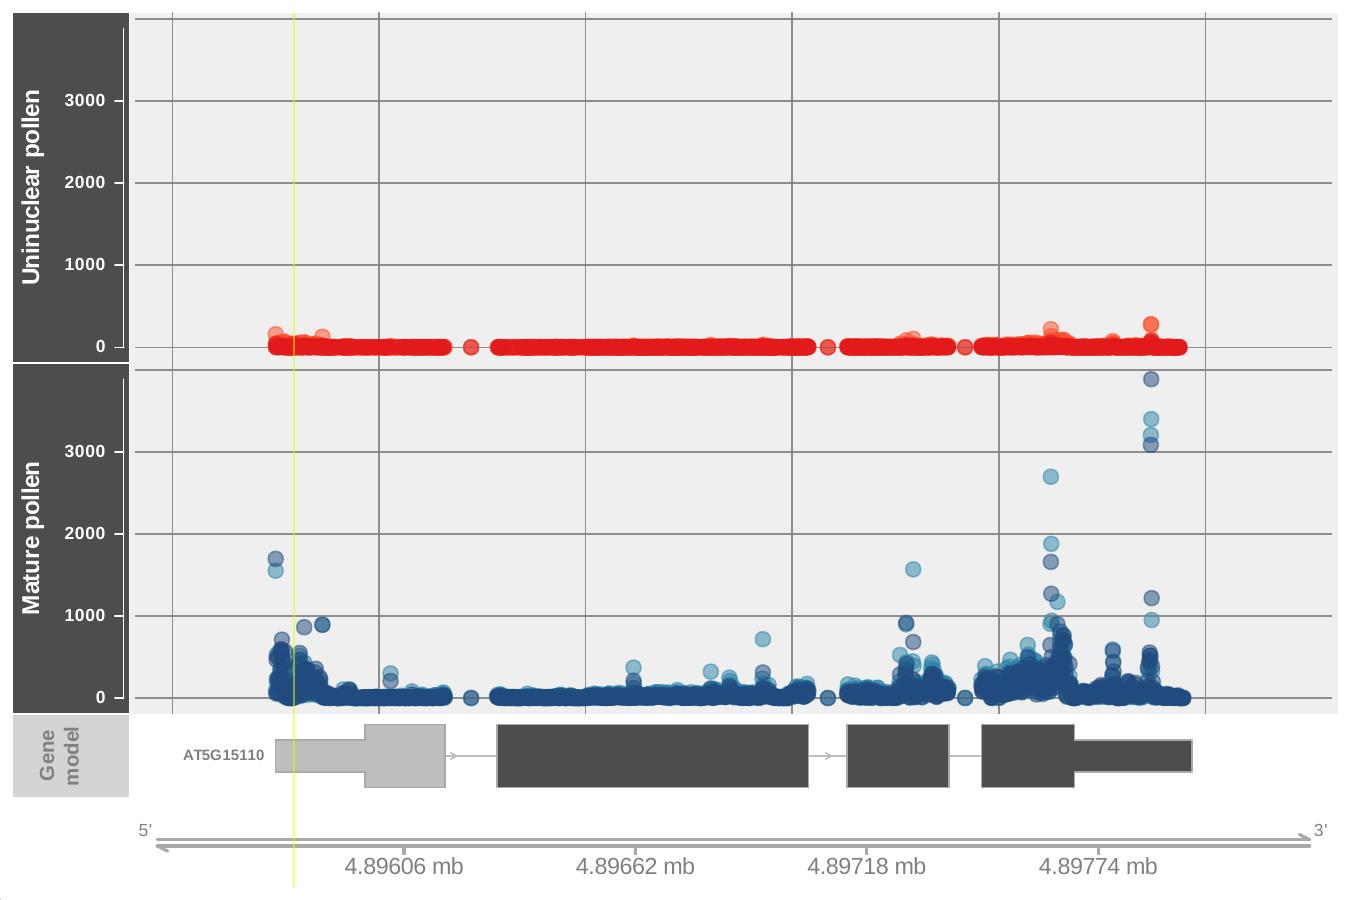 Uninuclear pollen
3000
2000
1000
0
Mature pollen
3000
2000
1000
0
Gene
model
AT5G15110
5'
3'
4.89606 mb
4.89662 mb
4.89718 mb
4.89774 mb